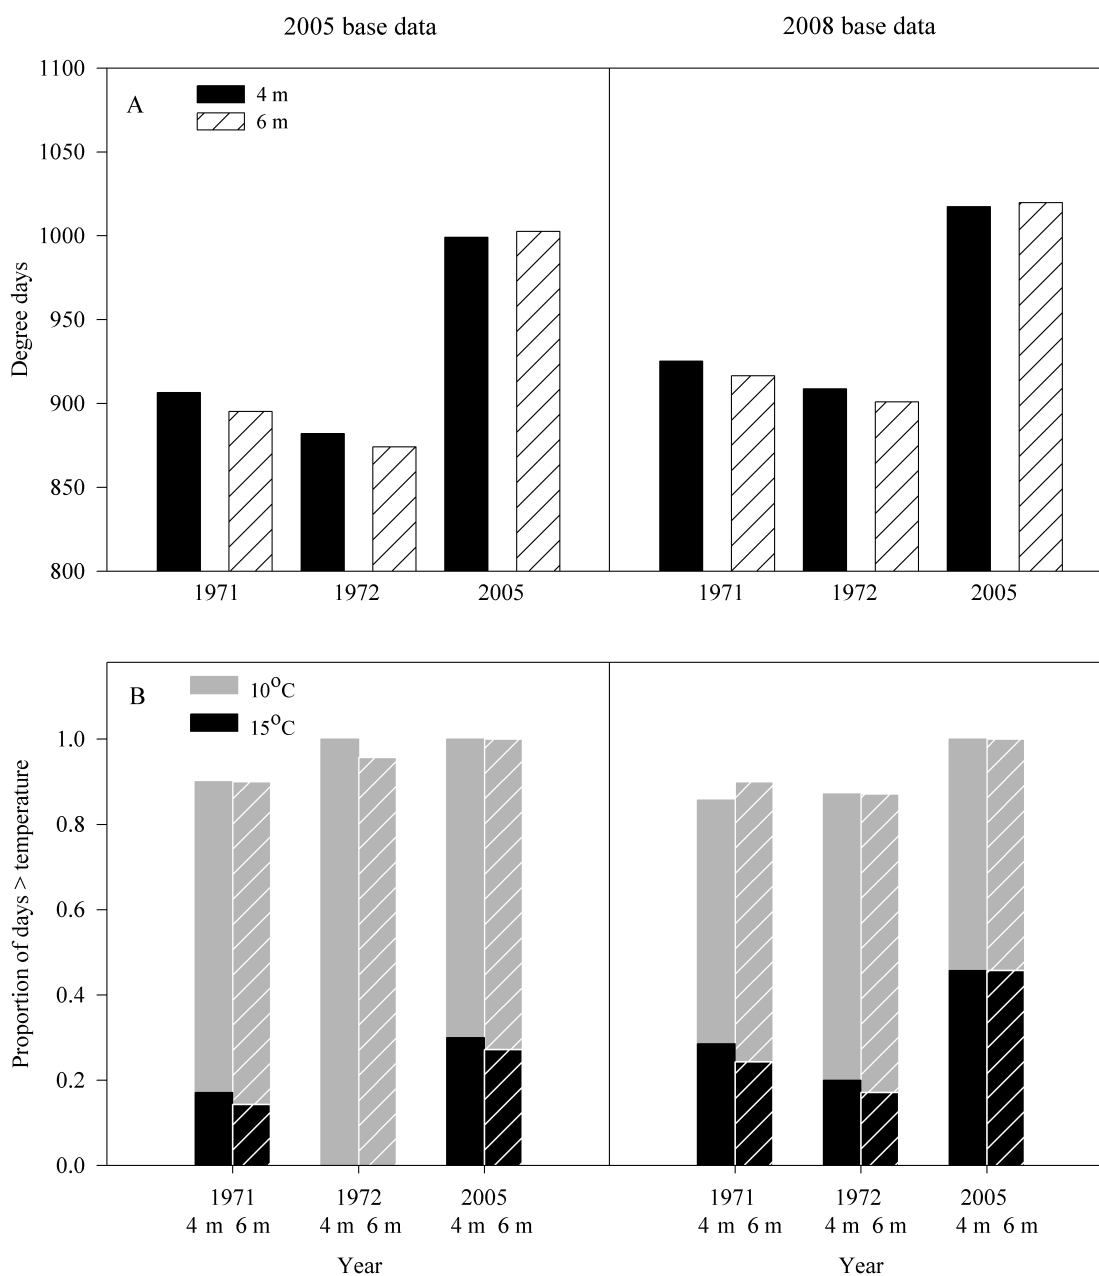 2005 base data
2008 base data
1100
A
4 m
6 m
1050
1000
950
900
850
800
Degree days
1971
1972
2005
1971
1972
2005
B
10°C
15°C
1.0
0.8
0.6
0.4
0.2
0.0
Proportion of days > temperature
1971
1972
2005
1971
1972
2005
4 m 6 m
4 m 6 m
4 m 6 m
4 m 6 m
4 m 6 m
4 m 6 m
Year
Year